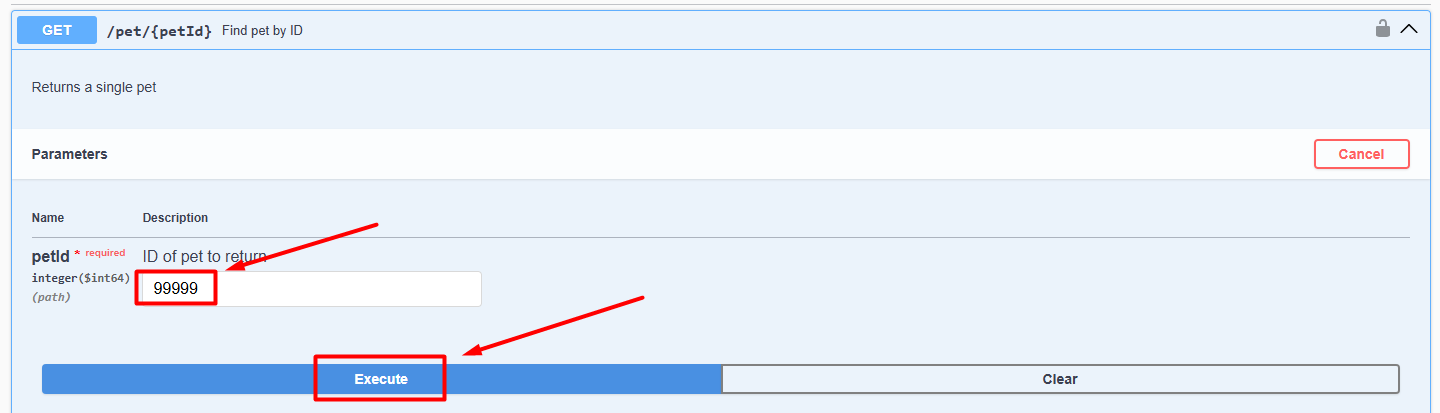 GET /pet/{petId} Find pet by ID
Returns a single pet
Parameters
Cancel
Name Description
petId * required ID of pet to return
integer($int64)
99999
(path)
Execute Clear